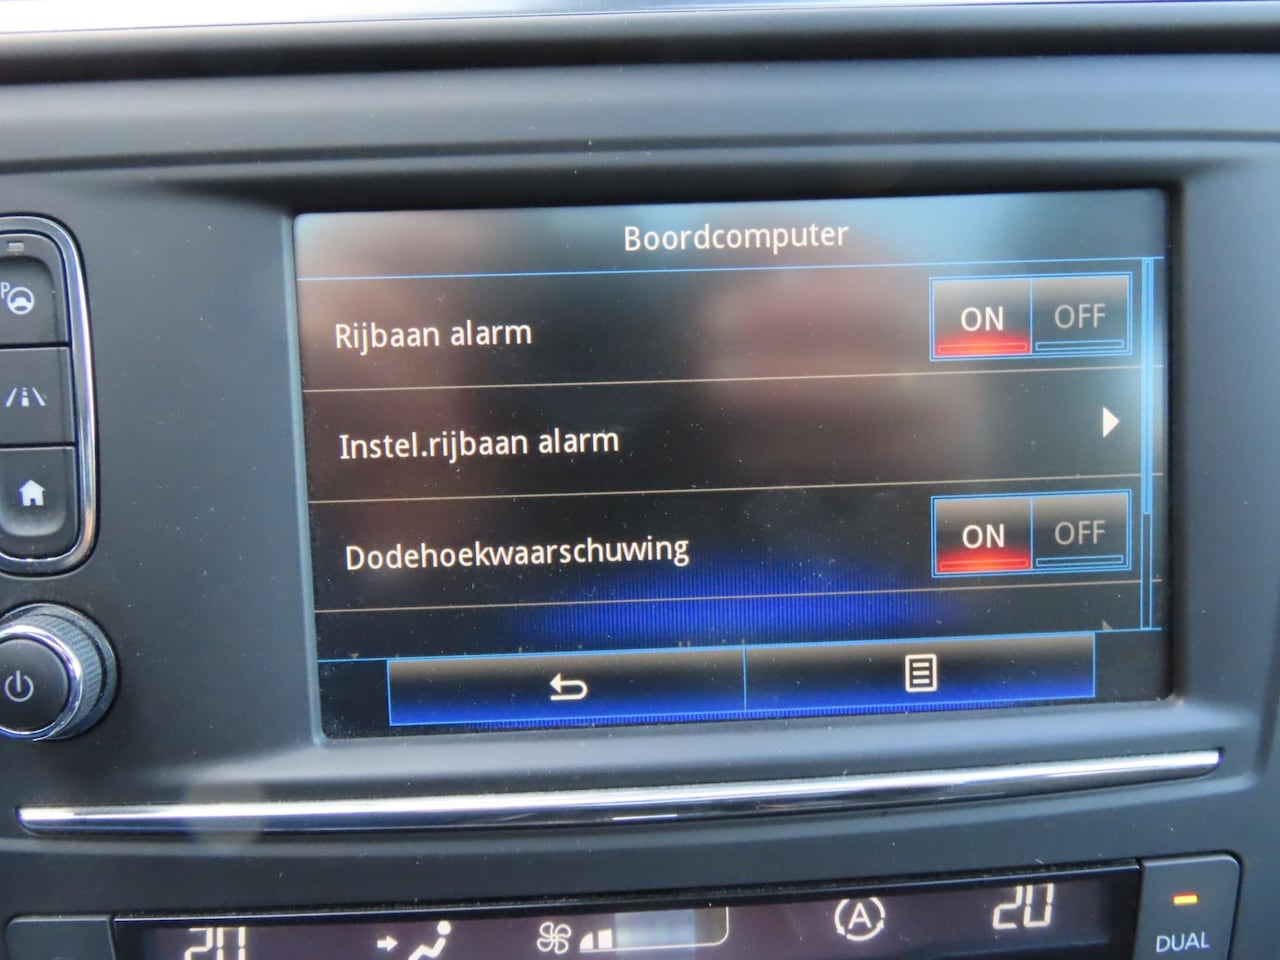 Boordcomputer
Rijbaan alarm
ON OFF
Instel.rijbaan alarm
Dodehoekwaarschuwing
ON OFF
P
20
A
20
DUAL